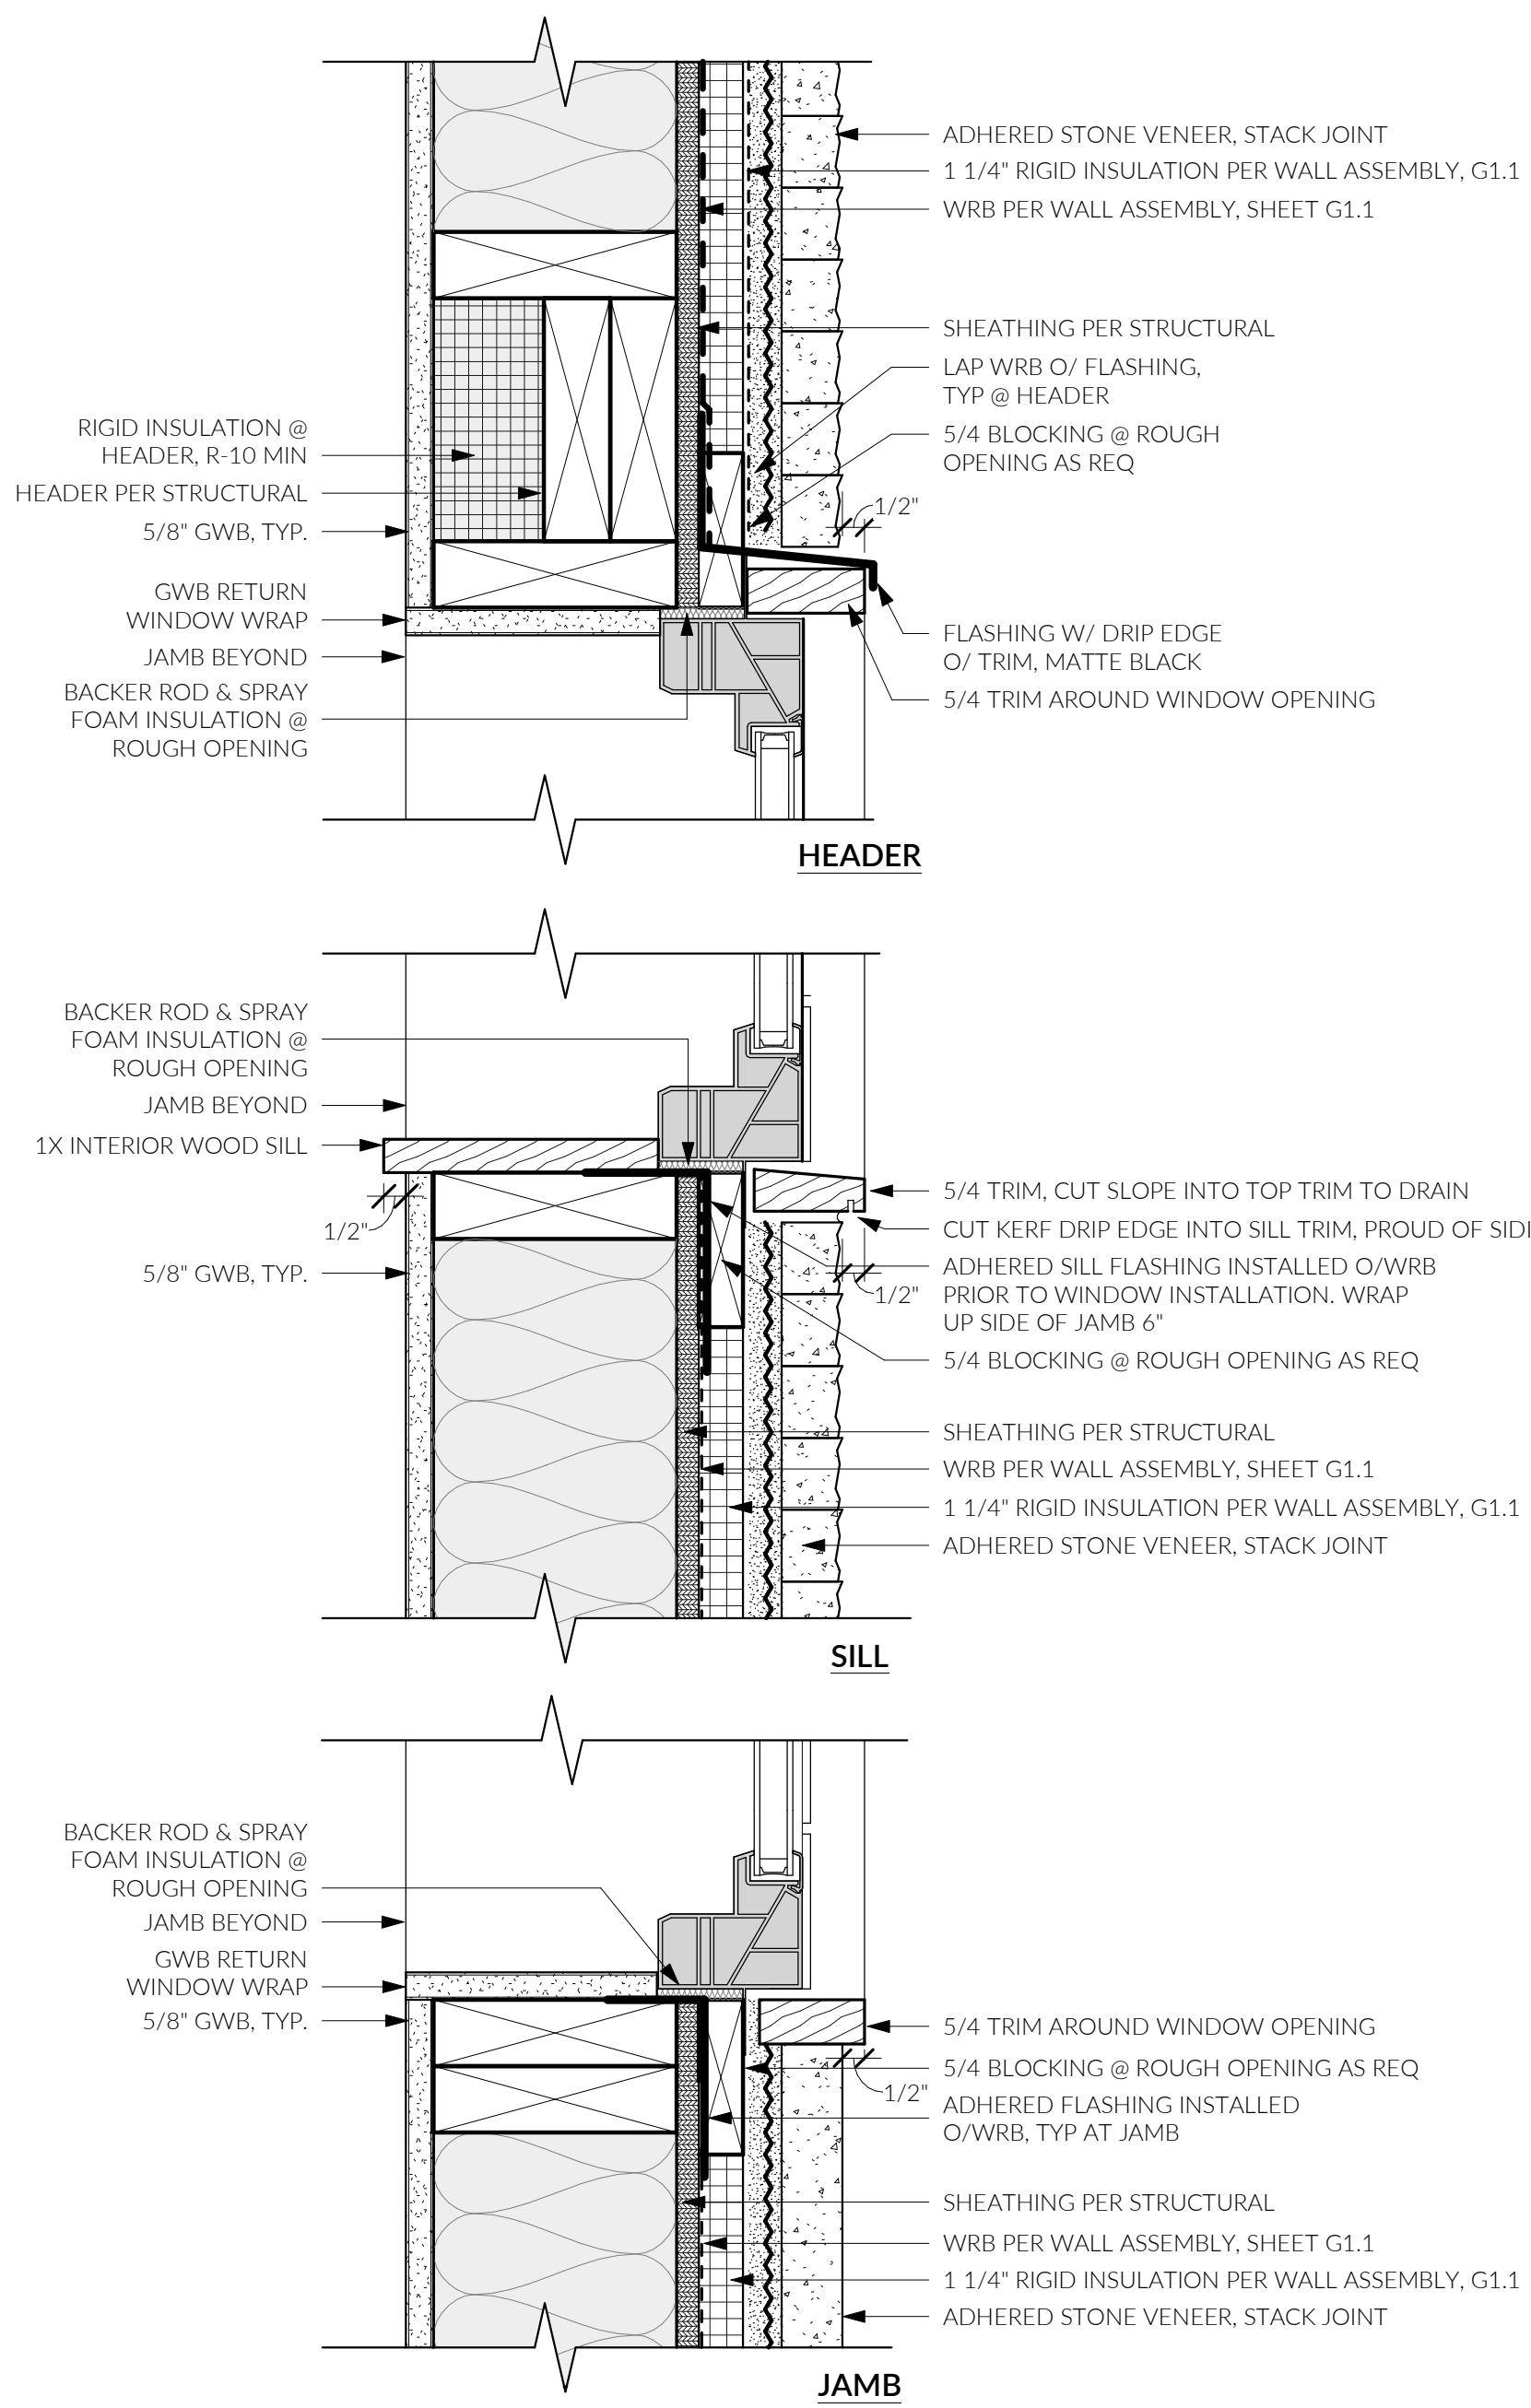 ADHERED STONE VENEER, STACK JOINT
1 1/4" RIGID INSULATION PER WALL ASSEMBLY, G1.1
WRB PER WALL ASSEMBLY, SHEET G1.1
SHEATHING PER STRUCTURAL
LAP WRB O/ FLASHING,
TYP @ HEADER
5/4 BLOCKING @ ROUGH
OPENING AS REQ
1/2"
FLASHING W/ DRIP EDGE
O/ TRIM, MATTE BLACK
5/4 TRIM AROUND WINDOW OPENING
RIGID INSULATION @
HEADER, R-10 MIN
HEADER PER STRUCTURAL
5/8" GWB, TYP.
GWB RETURN
WINDOW WRAP
JAMB BEYOND
BACKER ROD & SPRAY
FOAM INSULATION @
ROUGH OPENING
HEADER
BACKER ROD & SPRAY
FOAM INSULATION @
ROUGH OPENING
JAMB BEYOND
1X INTERIOR WOOD SILL
1/2"
5/8" GWB, TYP.
5/4 TRIM, CUT SLOPE INTO TOP TRIM TO DRAIN
CUT KERF DRIP EDGE INTO SILL TRIM, PROUD OF SIDI
ADHERED SILL FLASHING INSTALLED O/WRB
PRIOR TO WINDOW INSTALLATION. WRAP
UP SIDE OF JAMB 6"
1/2"
5/4 BLOCKING @ ROUGH OPENING AS REQ
SHEATHING PER STRUCTURAL
WRB PER WALL ASSEMBLY, SHEET G1.1
1 1/4" RIGID INSULATION PER WALL ASSEMBLY, G1.1
ADHERED STONE VENEER, STACK JOINT
SILL
BACKER ROD & SPRAY
FOAM INSULATION @
ROUGH OPENING
JAMB BEYOND
GWB RETURN
WINDOW WRAP
5/8" GWB, TYP.
5/4 TRIM AROUND WINDOW OPENING
5/4 BLOCKING @ ROUGH OPENING AS REQ
1/2"
ADHERED FLASHING INSTALLED
O/WRB, TYP AT JAMB
SHEATHING PER STRUCTURAL
WRB PER WALL ASSEMBLY, SHEET G1.1
1 1/4" RIGID INSULATION PER WALL ASSEMBLY, G1.1
ADHERED STONE VENEER, STACK JOINT
JAMB